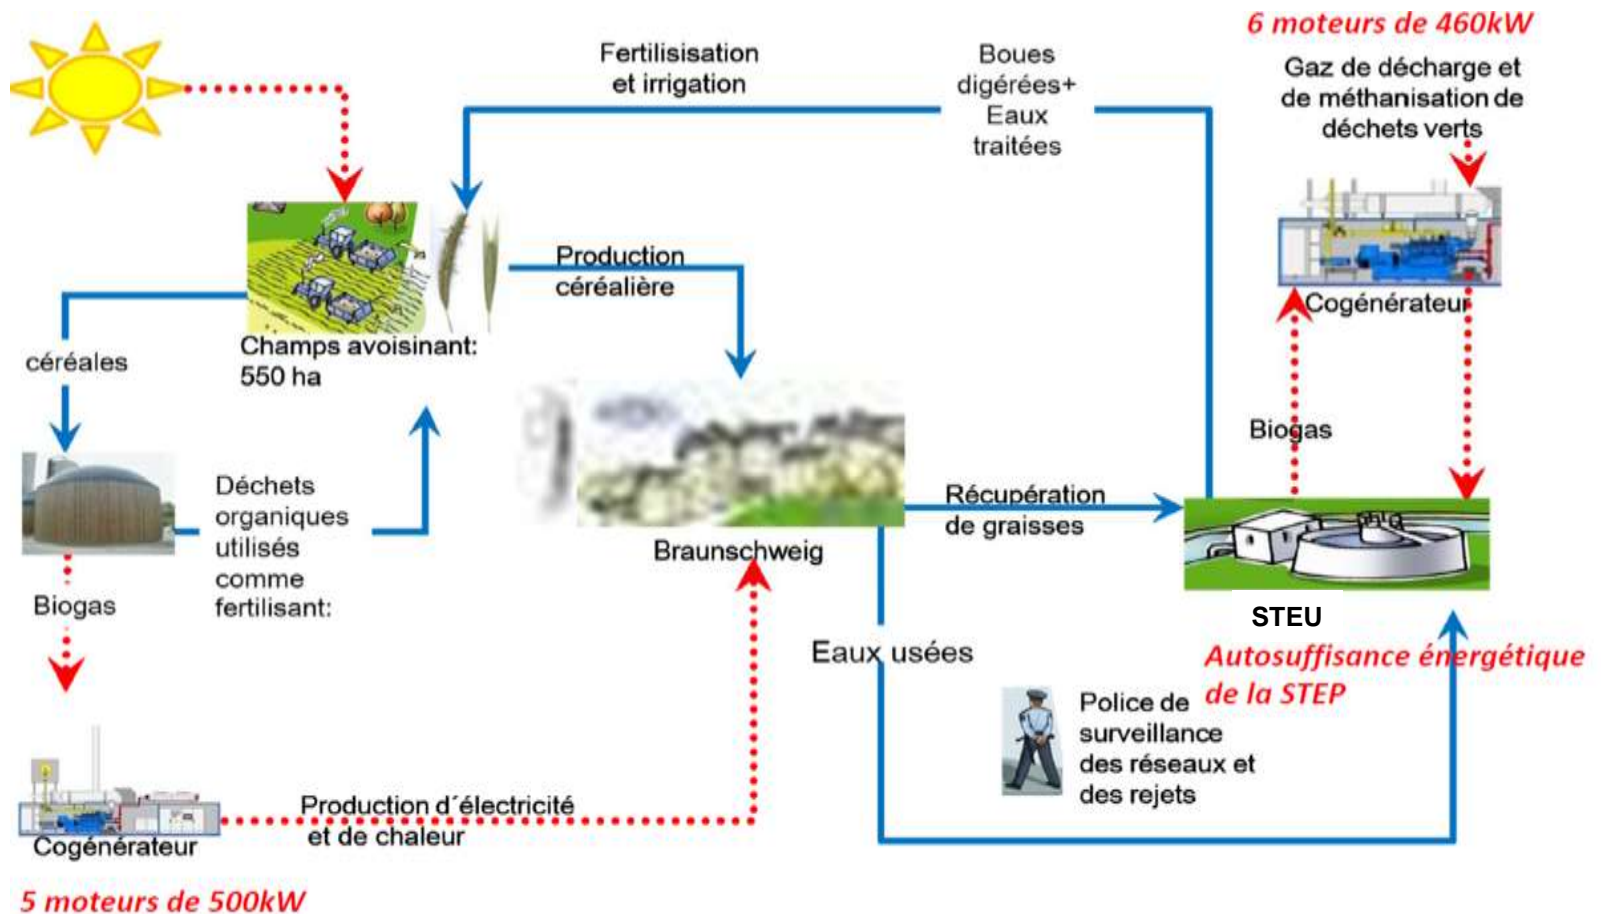 6 moteurs de 460kW
Fertilisisation
et irrigation
Boues
digérées+
Eaux
traitées
Gaz de décharge et
de méthanisation de
déchets verts
Production
céréalière
Cogénérateur
Champs avoisinant:
550 ha
céréales
Biogas
Déchets
organiques
utilisés
comme
fertilisant:
Récupération
de graisses
Braunschweig
Biogas
STEU
Eaux usées
Autosuffisance énergétique
de la STEP
Police de
surveillance
des réseaux et
des rejets
Production d´électricité
et de chaleur
Cogénérateur
5 moteurs de 500kW